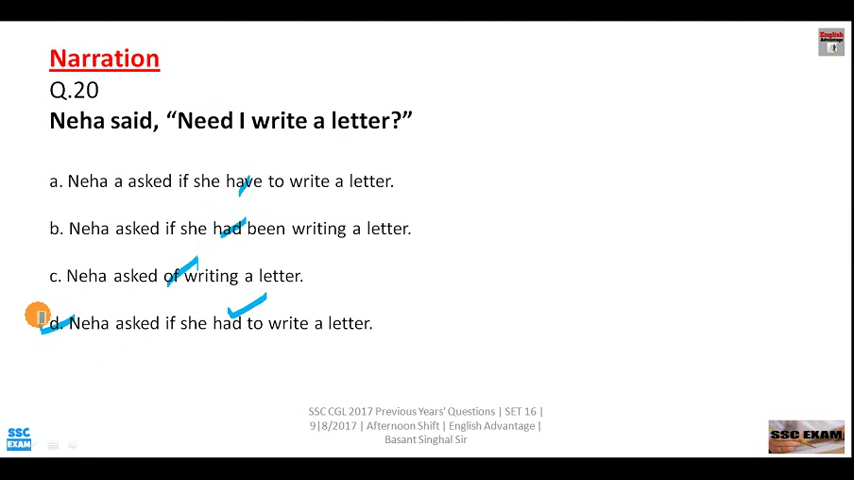 English
Advantage
Narration
Q.20
Neha said, “Need I write a letter?”
a. Neha a asked if she have to write a letter.
b. Neha asked if she had been writing a letter.
c. Neha asked of writing a letter.
d. Neha asked if she had to write a letter.
SSC CGL 2017 Previous Years' Questions | SET 16 |
9|8/2017 | Afternoon Shift | English Advantage |
Basant Singhal Sir
SSC
EXAM
SSC EXAM